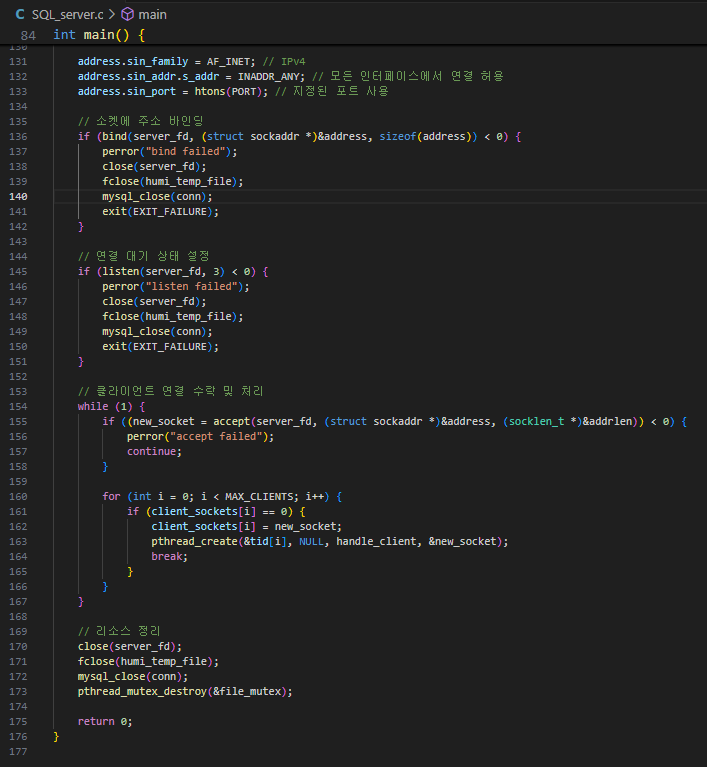 C SQL_server.c > main
84 int main() {
130
131 address.sin_family = AF_INET; // IPv4
132 address.sin_addr.s_addr = INADDR_ANY; // 모든 인터페이스에서 연결 허용
133 address.sin_port = htons(PORT); // 지정된 포트 사용
134
135 // 소켓에 주소 바인딩
136 if (bind(server_fd, (struct sockaddr *)&address, sizeof(address)) < 0) {
137 perror("bind failed");
138 close(server_fd);
139 fclose(humi_temp_file);
140 mysql_close(conn);
141 exit(EXIT_FAILURE);
142 }
143
144 // 연결 대기 상태 설정
145 if (listen(server_fd, 3) < 0) {
146 perror("listen failed");
147 close(server_fd);
148 fclose(humi_temp_file);
149 mysql_close(conn);
150 exit(EXIT_FAILURE);
151 }
152
153 // 클라이언트 연결 수락 및 처리
154 while (1) {
155 if ((new_socket = accept(server_fd, (struct sockaddr *)&address, (socklen_t *)&addrlen)) < 0) {
156 perror("accept failed");
157 continue;
158 }
159
160 for (int i = 0; i < MAX_CLIENTS; i++) {
161 if (client_sockets[i] == 0) {
162 client_sockets[i] = new_socket;
163 pthread_create(&tid[i], NULL, handle_client, &new_socket);
164 break;
165 }
166 }
167 }
168
169 // 리소스 정리
170 close(server_fd);
171 fclose(humi_temp_file);
172 mysql_close(conn);
173 pthread_mutex_destroy(&file_mutex);
174
175 return 0;
176 }
177